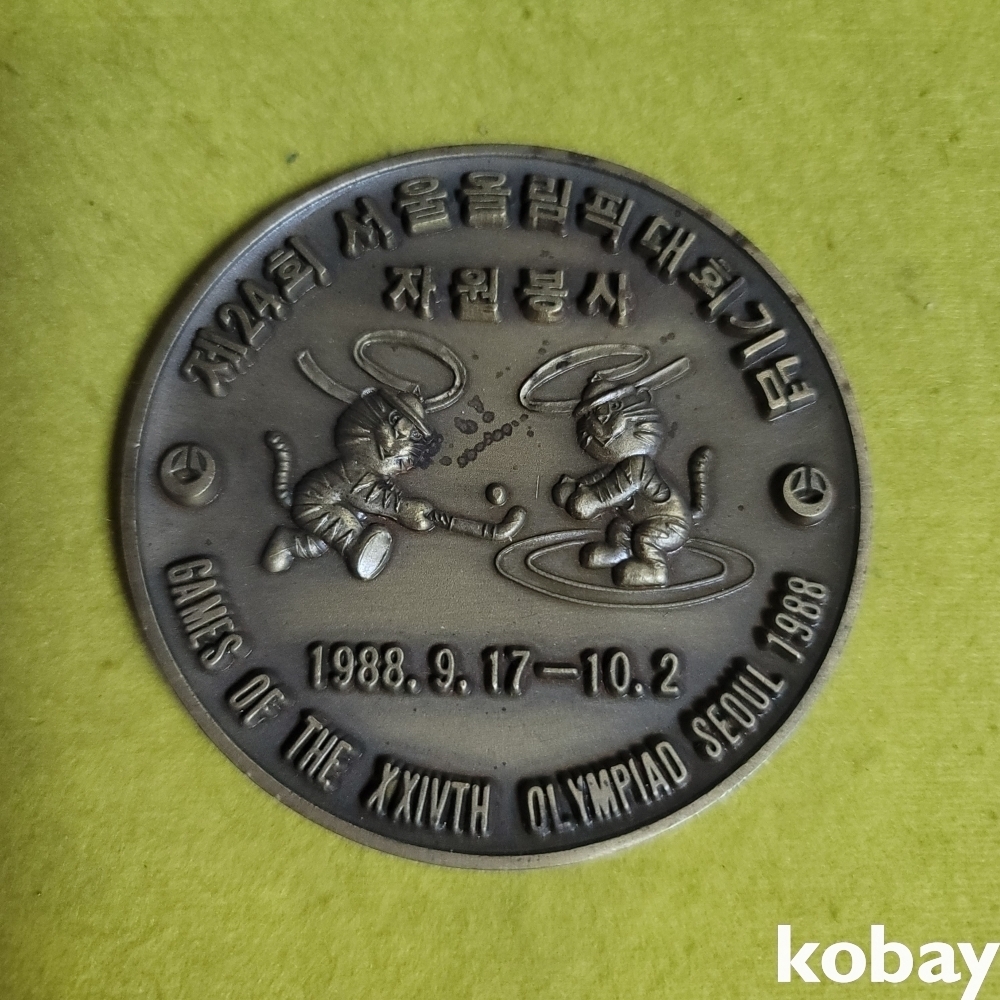 제24회 서울올림픽대회기념
자원봉사
1988. 9. 17-10. 2
GAMES OF THE XXIVTH OLYMPIAD SEOUL 1988
kobay